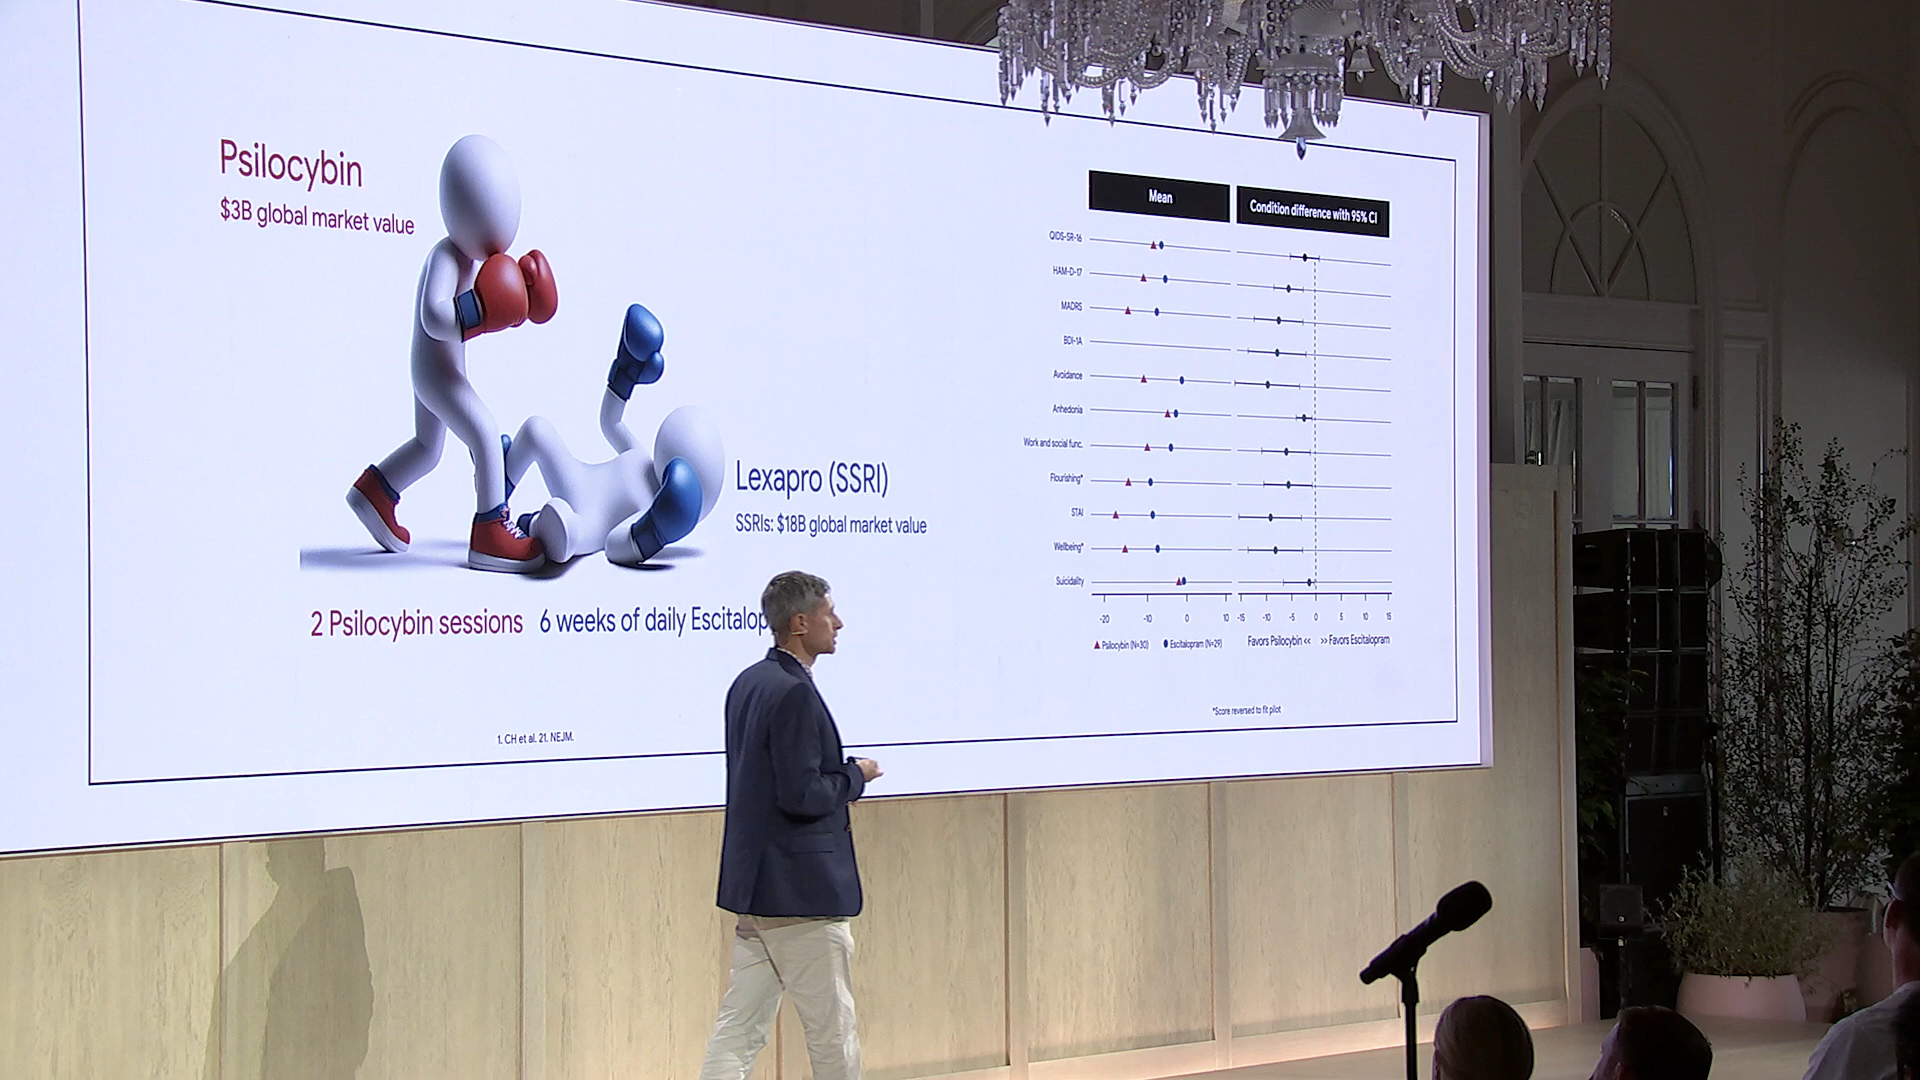 Psilocybin
$3B global market value
Lexapro (SSRI)
SSRIs: $18B global market value
2 Psilocybin sessions 6 weeks of daily Escitalop
1. CH et al. 21. NEJM.
Mean
Condition difference with 95% CI
QIDS-SR-16
HAM-D-17
MADRS
BDI-1A
Avoidance
Anhedonia
Work and social func.
Flourishing*
STAI
Wellbeing*
Suicidality
-20 -10 0 10 -15 -10 -5 0 5 10 15
Psilocybin (N=30) Escitalopram (N=29) Favors Psilocybin << >> Favors Escitalopram
*Score reversed to fit pilot